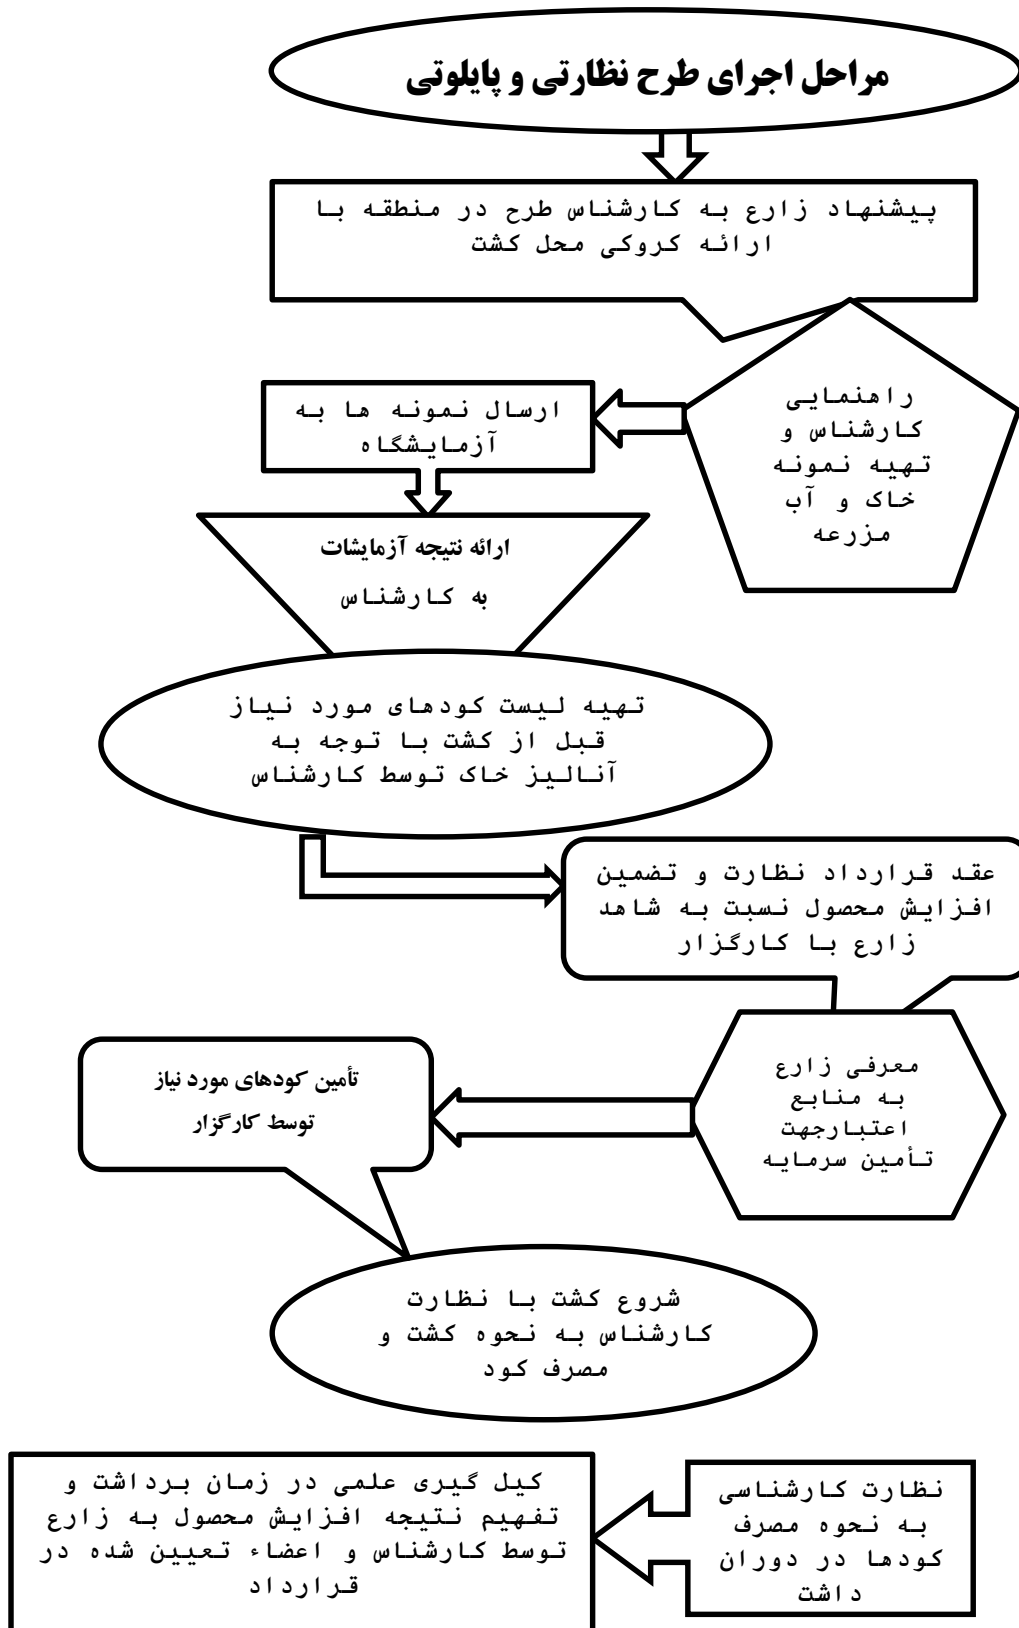 مراحل اجرای طرح نظارتی و پایلوتی
پیشنهاد زارع به کارشناس طرح در منطقه با
ارائه کروکی محل کشت
راهنمایی
کارشناس و
تهیه نمونه
خاک و آب
مزرعه
ارسال نمونه ها به
آزمایشگاه
ارائه نتیجه آزمایشات
به کارشناس
تهیه لیست کودهای مورد نیاز
قبل از کشت با توجه به
آنالیز خاک توسط کارشناس
عقد قرارداد نظارت و تضمین
افزایش محصول نسبت به شاهد
زارع با کارگزار
معرفی زارع
به منابع
اعتبارجهت
تأمین سرمایه
تأمین کودهای مورد نیاز
توسط کارگزار
شروع کشت با نظارت
کارشناس به نحوه کشت و
مصرف کود
نظارت کارشناسی
به نحوه مصرف
کودها در دوران
داشت
کیل گیری علمی در زمان برداشت و
تفهیم نتیجه افزایش محصول به زارع
توسط کارشناس و اعضاء تعیین شده در
قرارداد